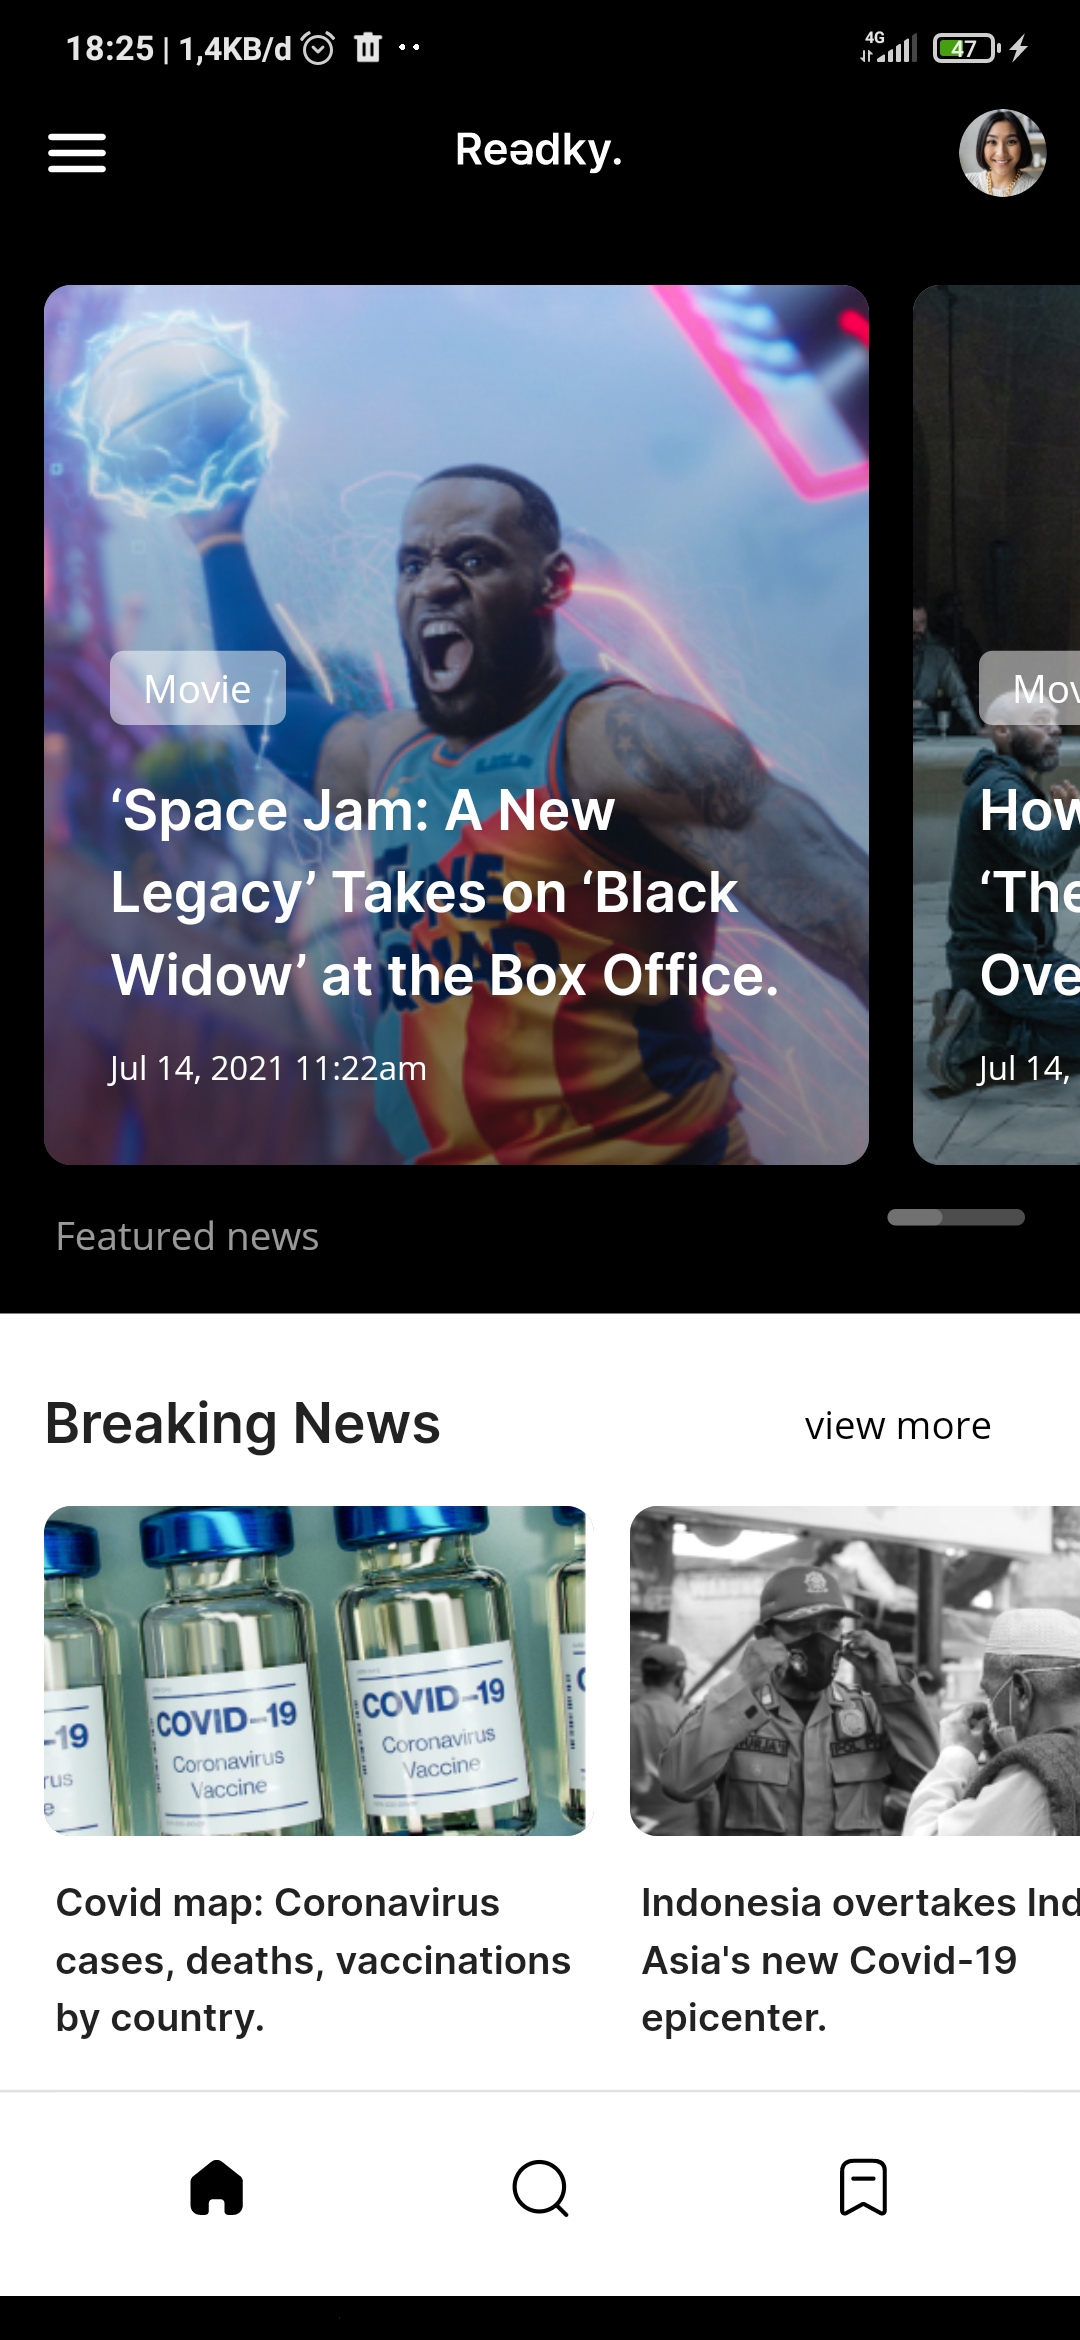 18:25 | 1,4KB/d
4G
47
Readky.
Movie
Mov
‘Space Jam: A New
Legacy’ Takes on ‘Black
Widow’ at the Box Office.
Jul 14, 2021 11:22am
How
‘The
Ove
Jul 14,
Featured news
Breaking News
view more
-19
rus
e
COVID-19
Coronavirus
Vaccine
COVID-19
Coronavirus
Vaccine
Covid map: Coronavirus
cases, deaths, vaccinations
by country.
Indonesia overtakes Ind
Asia's new Covid-19
epicenter.